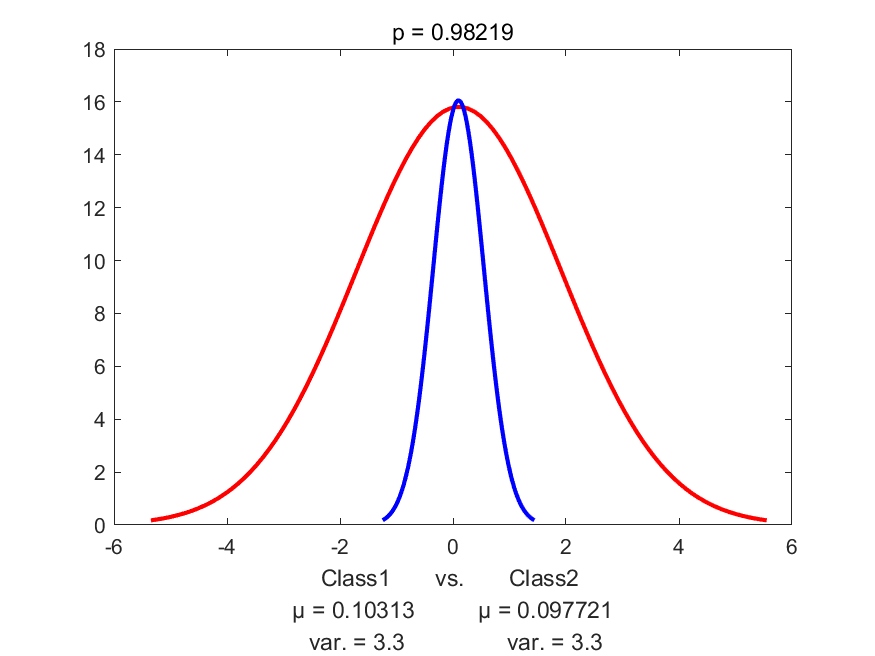 p = 0.98219
18
16
14
12
10
8
6
4
2
0
-6 -4 -2 0 2 4 6
Class1 vs. Class2
μ = 0.10313 μ = 0.097721
var. = 3.3 var. = 3.3